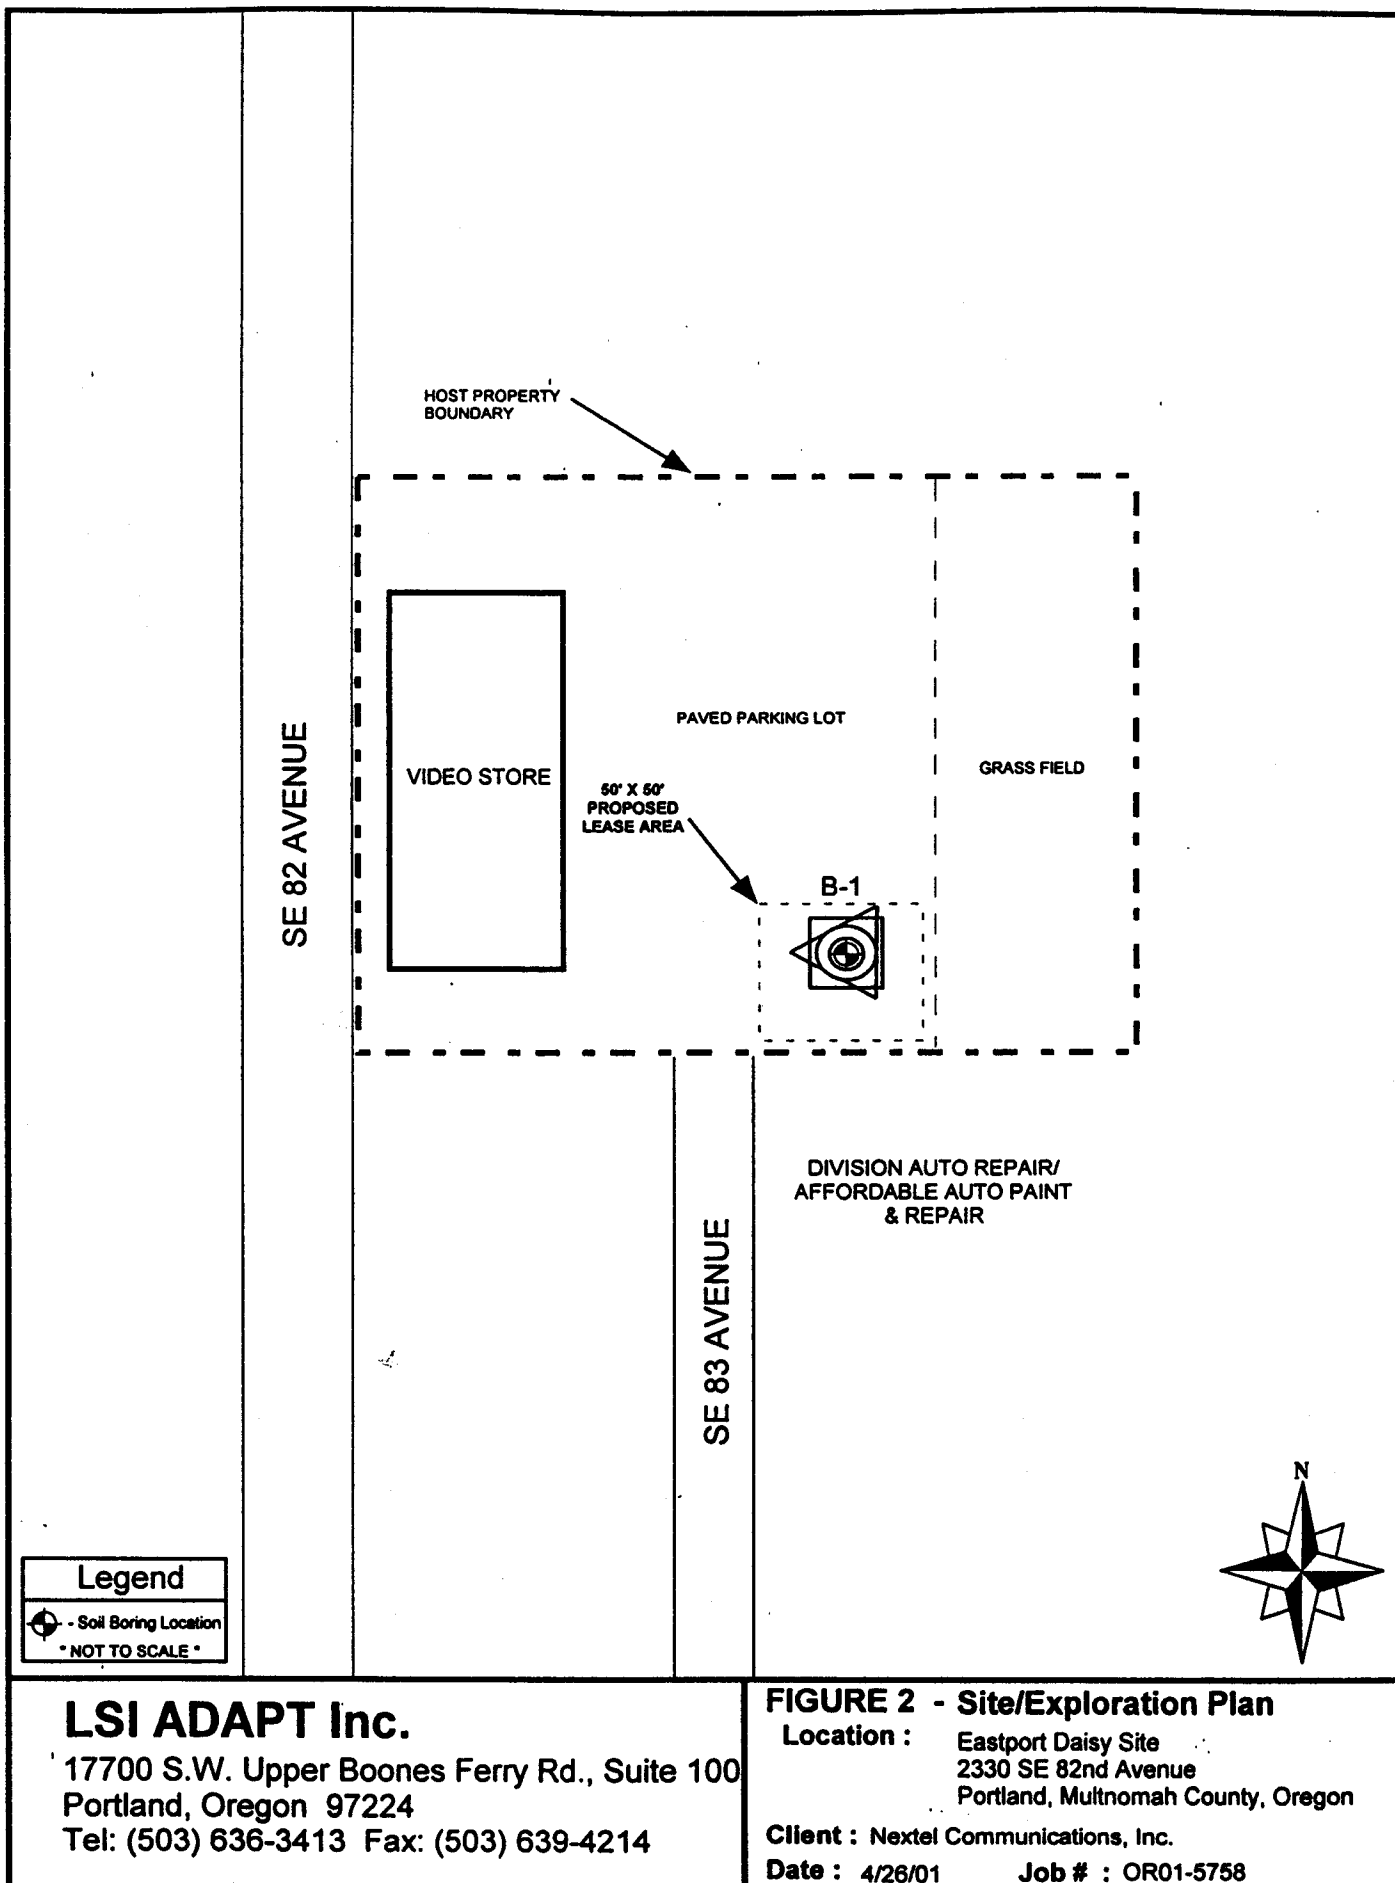 HOST PROPERTY
BOUNDARY
SE 82 AVENUE
VIDEO STORE
PAVED PARKING LOT
GRASS FIELD
50' X 50'
PROPOSED
LEASE AREA
B-1
DIVISION AUTO REPAIR/
AFFORDABLE AUTO PAINT
& REPAIR
SE 83 AVENUE
N
Legend
- Soil Boring Location
* NOT TO SCALE *
LSI ADAPT Inc.
17700 S.W. Upper Boones Ferry Rd., Suite 100
Portland, Oregon 97224
Tel: (503) 636-3413 Fax: (503) 639-4214
FIGURE 2 - Site/Exploration Plan
Location : Eastport Daisy Site
2330 SE 82nd Avenue
Portland, Multnomah County, Oregon
Client : Nextel Communications, Inc.
Date : 4/26/01 Job # : OR01-5758